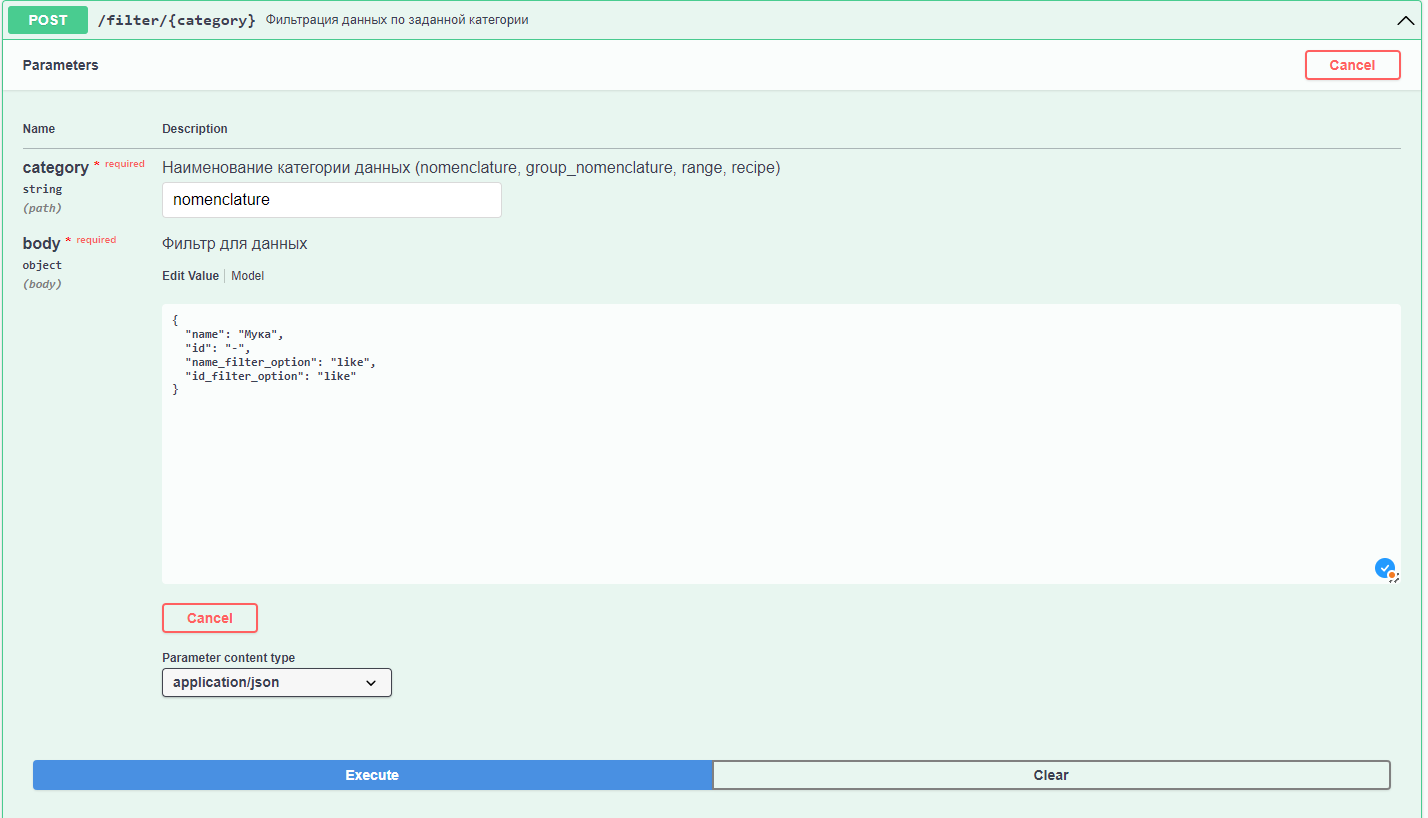 POST /filter/{category} Фильтрация данных по заданной категории
Parameters
Cancel
Name Description
category * required Наименование категории данных (nomenclature, group_nomenclature, range, recipe)
string
(path)
nomenclature
body * required Фильтр для данных
object
(body)
Edit Value Model
{
"name": "Мука",
"id": "-",
"name_filter_option": "like",
"id_filter_option": "like"
}
Cancel
Parameter content type
application/json
Execute Clear